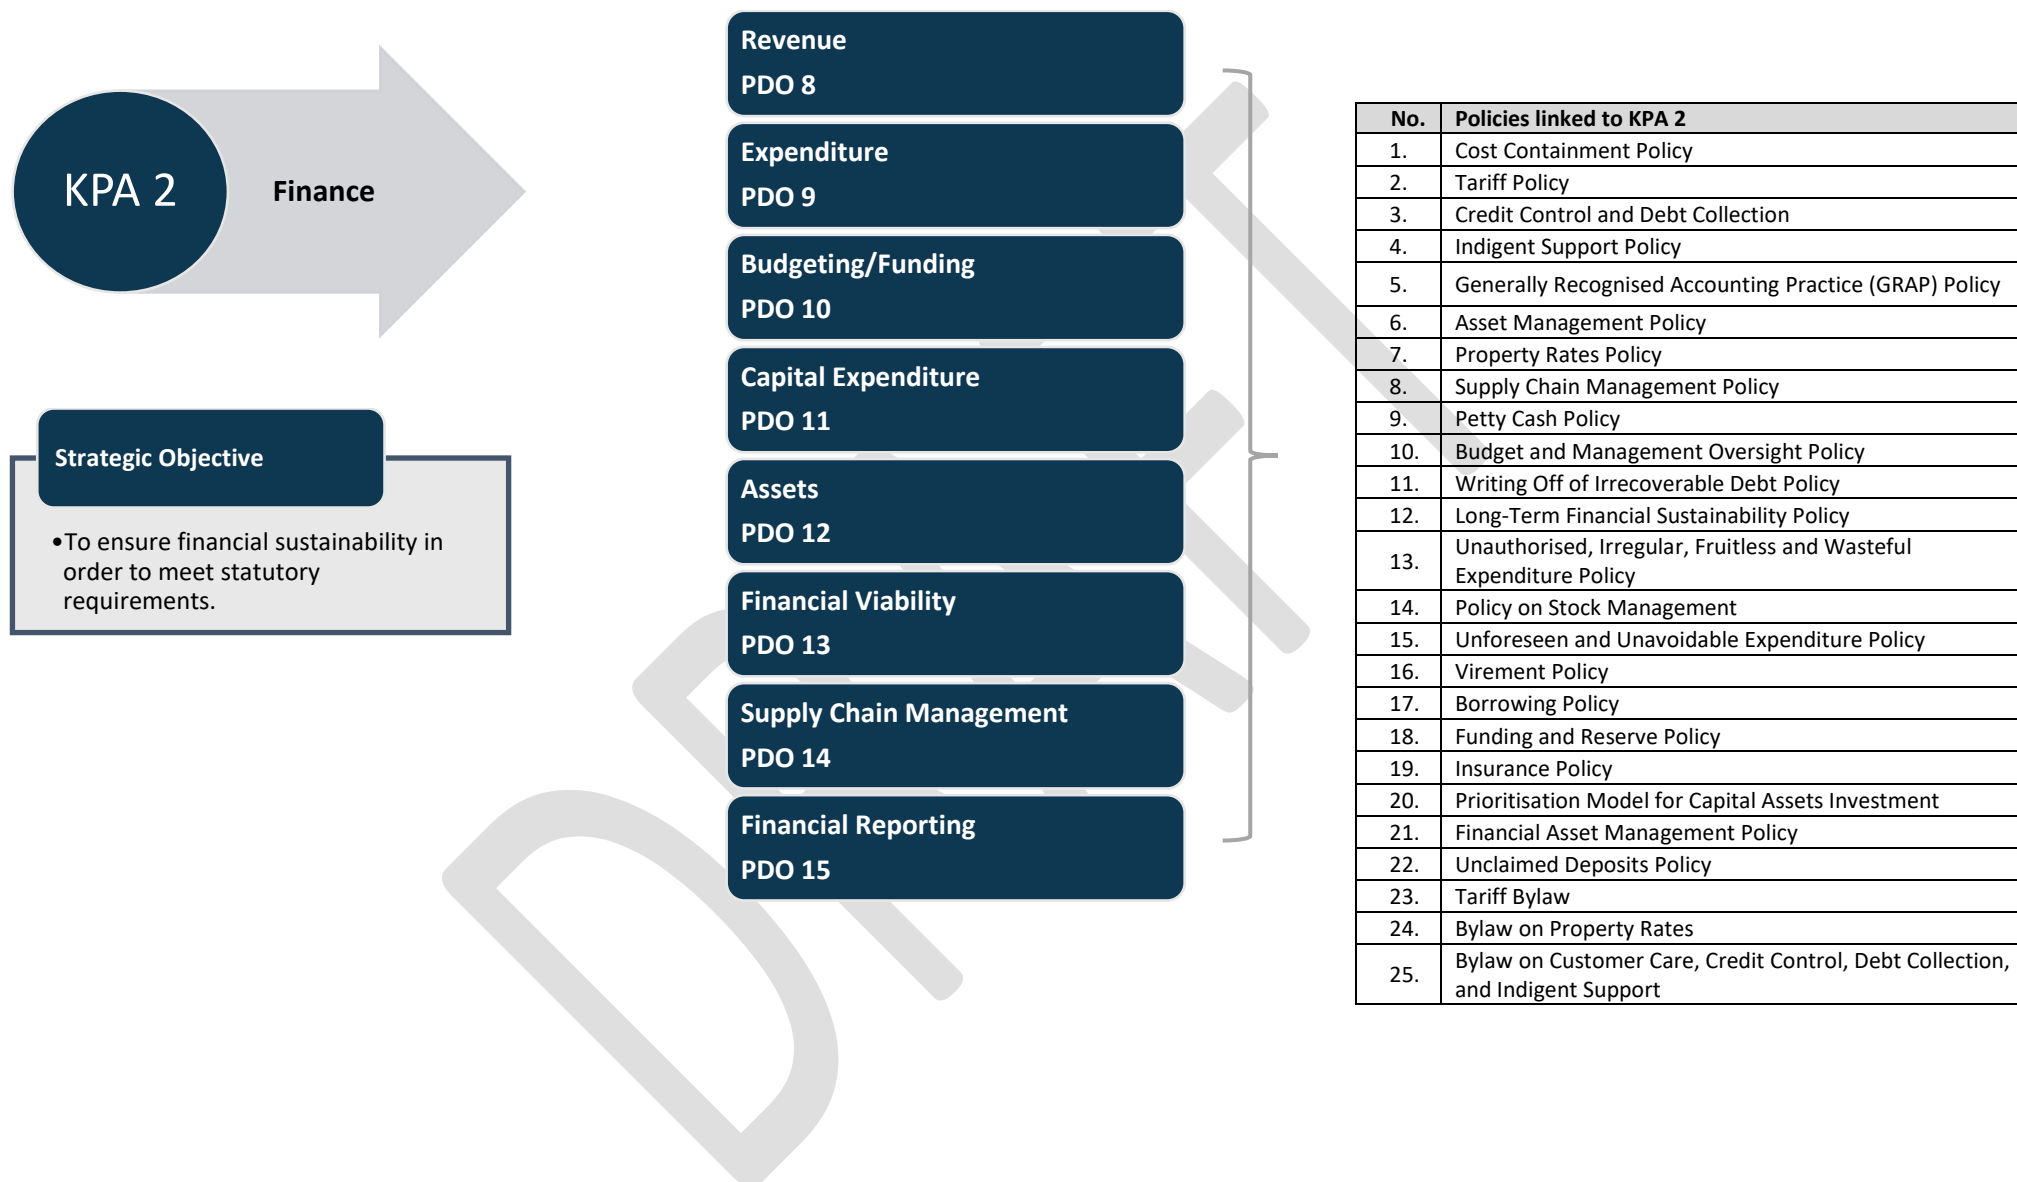 KPA 2
Finance
Strategic Objective
•To ensure financial sustainability in
order to meet statutory
requirements.
Revenue
PDO 8
Expenditure
PDO 9
Budgeting/Funding
PDO 10
Capital Expenditure
PDO 11
Assets
PDO 12
Financial Viability
PDO 13
Supply Chain Management
PDO 14
Financial Reporting
PDO 15
No. Policies linked to KPA 2
1. Cost Containment Policy
2. Tariff Policy
3. Credit Control and Debt Collection
4. Indigent Support Policy
5. Generally Recognised Accounting Practice (GRAP) Policy
6. Asset Management Policy
7. Property Rates Policy
8. Supply Chain Management Policy
9. Petty Cash Policy
10. Budget and Management Oversight Policy
11. Writing Off of Irrecoverable Debt Policy
12. Long-Term Financial Sustainability Policy
13. Unauthorised, Irregular, Fruitless and Wasteful
Expenditure Policy
14. Policy on Stock Management
15. Unforeseen and Unavoidable Expenditure Policy
16. Virement Policy
17. Borrowing Policy
18. Funding and Reserve Policy
19. Insurance Policy
20. Prioritisation Model for Capital Assets Investment
21. Financial Asset Management Policy
22. Unclaimed Deposits Policy
23. Tariff Bylaw
24. Bylaw on Property Rates
25. Bylaw on Customer Care, Credit Control, Debt Collection,
and Indigent Support
DRAFT